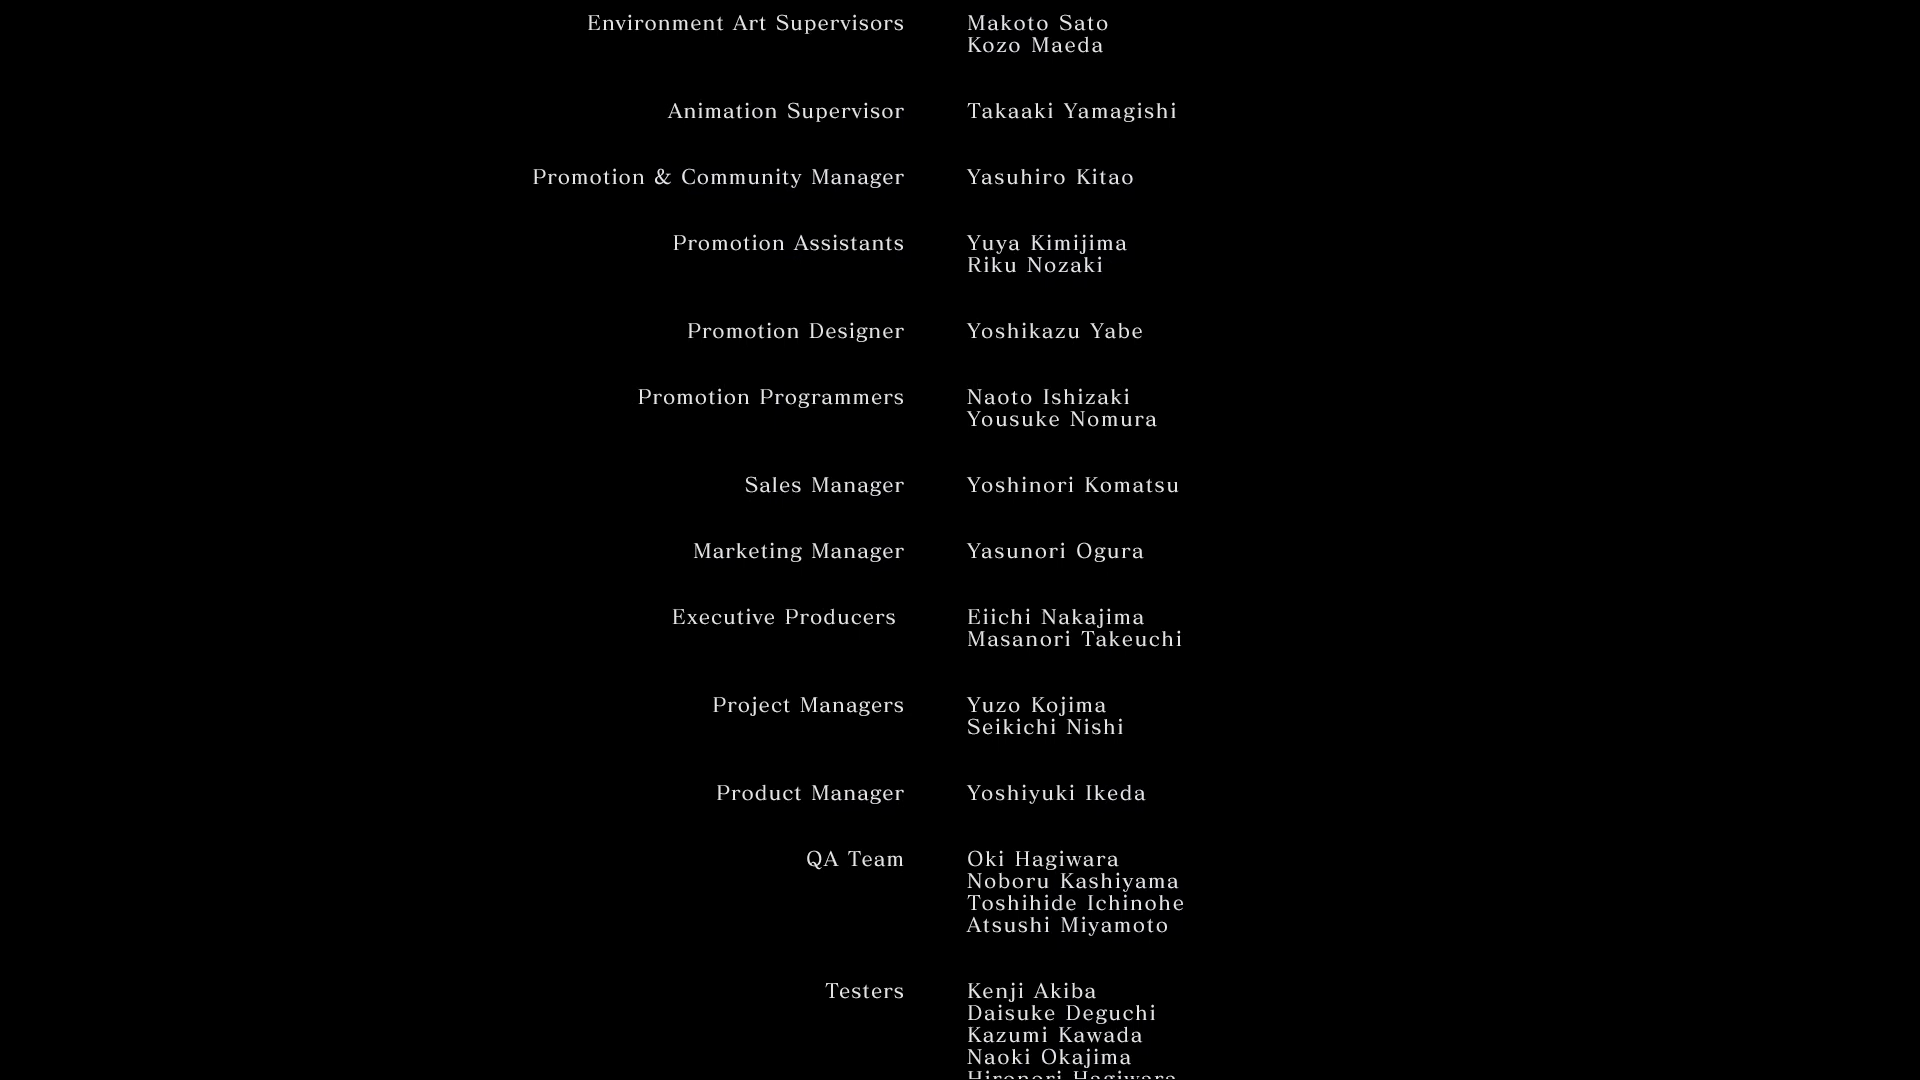 Environment Art Supervisors Makoto Sato
Kozo Maeda
Animation Supervisor Takaaki Yamagishi
Promotion & Community Manager Yasuhiro Kitao
Promotion Assistants Yuya Kimijima
Riku Nozaki
Promotion Designer Yoshikazu Yabe
Promotion Programmers Naoto Ishizaki
Yousuke Nomura
Sales Manager Yoshinori Komatsu
Marketing Manager Yasunori Ogura
Executive Producers Eiichi Nakajima
Masanori Takeuchi
Project Managers Yuzo Kojima
Seikichi Nishi
Product Manager Yoshiyuki Ikeda
QA Team Oki Hagiwara
Noboru Kashiyama
Toshihide Ichinohe
Atsushi Miyamoto
Testers Kenji Akiba
Daisuke Deguchi
Kazumi Kawada
Naoki Okajima
Hironori Hagiwara